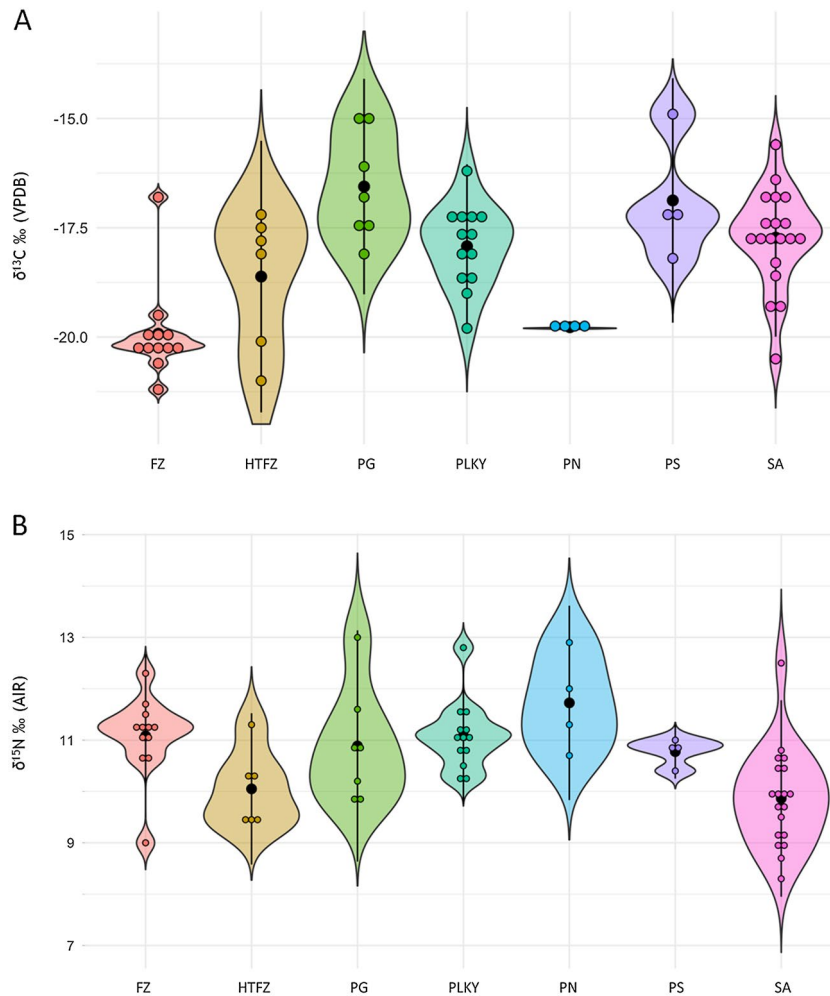 A
δ¹³C ‰ (VPDB)
-15.0
-17.5
-20.0
FZ HTFZ PG PLKY PN PS SA
B
δ¹⁵N ‰ (AIR)
15
13
11
9
7
FZ HTFZ PG PLKY PN PS SA